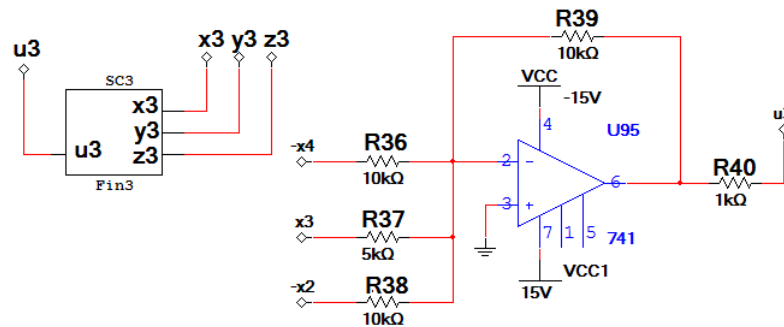 u3
x3 y3 z3
SC3
x3
y3
z3
u3
Fin3
R39
10kΩ
VCC
-15V
4
U95
-x4
R36
10kΩ
2
6
R40
1kΩ
3
x3
R37
5kΩ
7 1 5
741
-x2
R38
10kΩ
15V
VCC1